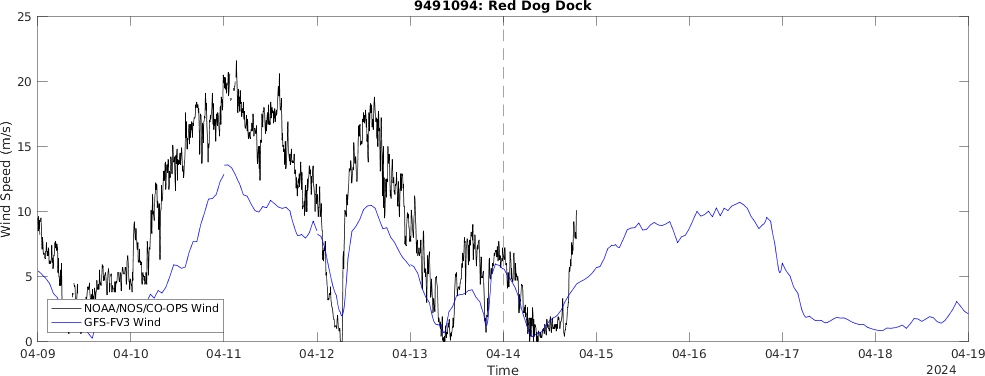 9491094: Red Dog Dock
Wind Speed (m/s)
25
20
15
10
5
0
NOAA/NOS/CO-OPS Wind
GFS-FV3 Wind
04-09 04-10 04-11 04-12 04-13 04-14 04-15 04-16 04-17 04-18 04-19
Time
2024